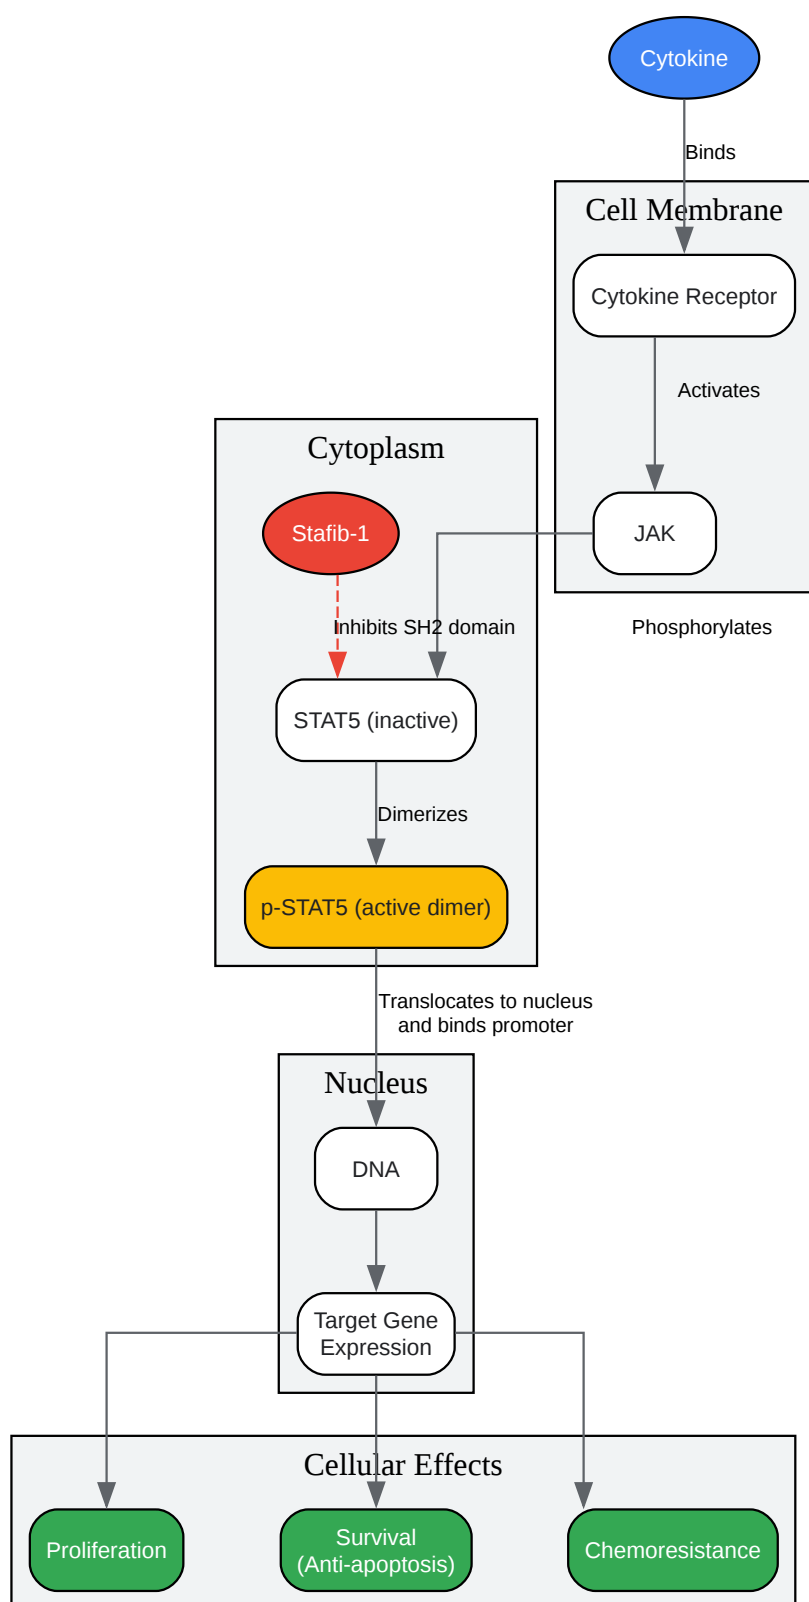 Cytokine
Binds
Cell Membrane
Cytokine Receptor
Activates
Cytoplasm
Stafib-1
JAK
Inhibits SH2 domain
Phosphorylates
STAT5 (inactive)
Dimerizes
p-STAT5 (active dimer)
Translocates to nucleus
and binds promoter
Nucleus
DNA
Target Gene
Expression
Cellular Effects
Proliferation
Survival
(Anti-apoptosis)
Chemoresistance